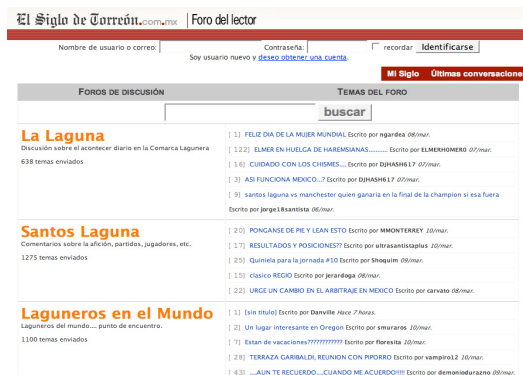 El Siglo de Torreón.com.mx | Foro del lector
Nombre de usuario o correo: Contraseña: recordar Identificarse
Soy usuario nuevo y deseo obtener una cuenta.
Mi Siglo Últimas conversacione
FOROS DE DISCUSIÓN TEMAS DEL FORO
buscar
La Laguna
Discusión sobre el acontecer diario en la Comarca Lagunera
638 temas enviados
[ 1] FELIZ DIA DE LA MUJER MUNDIAL Escrito por ngardea 08/mar.
[ 122] ELMER EN HUELGA DE HAREMSIANAS.......... Escrito por ELMERHOMERO 07/mar.
[ 16] CUIDADO CON LOS CHISMES.... Escrito por DJHASH617 07/mar.
[ 3] ASI FUNCIONA MEXICO...? Escrito por DJHASH617 07/mar.
[ 9] santos laguna vs manchester quien ganaria en la final de la champion si esa fuera
Escrito por jorge18santista 06/mar.
Santos Laguna
Comentarios sobre la afición, partidos, jugadores, etc.
1275 temas enviados
[ 20] PONGANSE DE PIE Y LEAN ESTO Escrito por MMONTERREY 10/mar.
[ 17] RESULTADOS Y POSICIONES?? Escrito por ultrasantistaplus 10/mar.
[ 25] Quiniela para la jornada #10 Escrito por Shoquim 09/mar.
[ 15] clasico REGIO Escrito por jerardoga 08/mar.
[ 22] URGE UN CAMBIO EN EL ARBITRAJE EN MEXICO Escrito por carvato 08/mar.
Laguneros en el Mundo
Laguneros del mundo.... punto de encuentro.
1100 temas enviados
[ 1] [sin titulo] Escrito por Danville Hace 7 horas.
[ 2] Un lugar interesante en Oregon Escrito por smuraros 10/mar.
[ 7] Estan de vacaciones???????????? Escrito por floresita 10/mar.
[ 28] TERRAZA GARIBALDI, REUNION CON PIPORRO Escrito por vampiro12 10/mar.
[ 43] ....AUN TE RECUERDO....CUANDO ME ACUERDO!!!!! Escrito por demoniodurazno 09/mar.